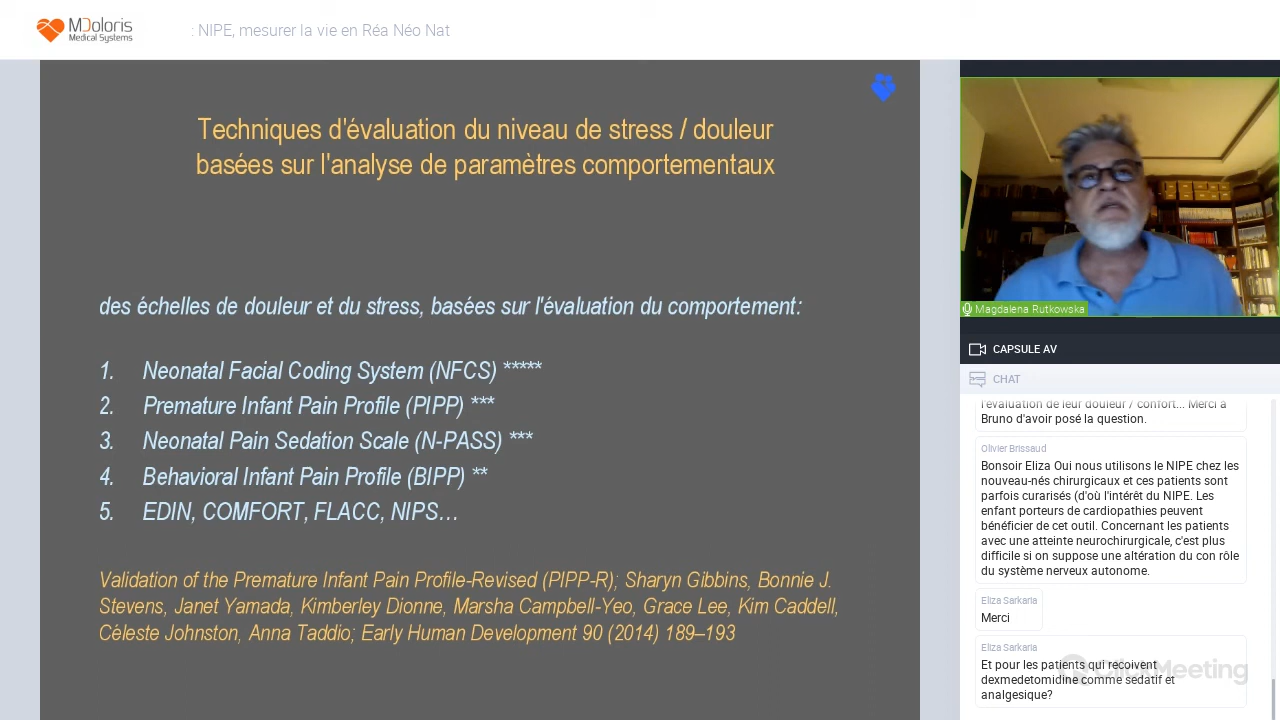 MDoloris
Medical Systems
: NIPE, mesurer la vie en Réa Néo Nat
Techniques d'évaluation du niveau de stress / douleur
basées sur l'analyse de paramètres comportementaux
des échelles de douleur et du stress, basées sur l'évaluation du comportement:
1. Neonatal Facial Coding System (NFCS) *****
2. Premature Infant Pain Profile (PIPP) ***
3. Neonatal Pain Sedation Scale (N-PASS) ***
4. Behavioral Infant Pain Profile (BIPP) **
5. EDIN, COMFORT, FLACC, NIPS…
Validation of the Premature Infant Pain Profile-Revised (PIPP-R); Sharyn Gibbins, Bonnie J.
Stevens, Janet Yamada, Kimberley Dionne, Marsha Campbell-Yeo, Grace Lee, Kim Caddell,
Céleste Johnston, Anna Taddio; Early Human Development 90 (2014) 189–193
Magdalena Rutkowska
CAPSULE AV
CHAT
l'évaluation de leur douleur / confort... Merci à
Bruno d'avoir posé la question.
Olivier Brissaud
Bonsoir Eliza Oui nous utilisons le NIPE chez les
nouveau-nés chirurgicaux et ces patients sont
parfois curarisés (d'où l'intérêt du NIPE. Les
enfant porteurs de cardiopathies peuvent
bénéficier de cet outil. Concernant les patients
avec une atteinte neurochirurgicale, c'est plus
difficile si on suppose une altération du con rôle
du système nerveux autonome.
Eliza Sarkaria
Merci
Eliza Sarkaria
Et pour les patients qui recoivent
dexmedetomidine comme sedatif et
analgesique?
ClickMeeting